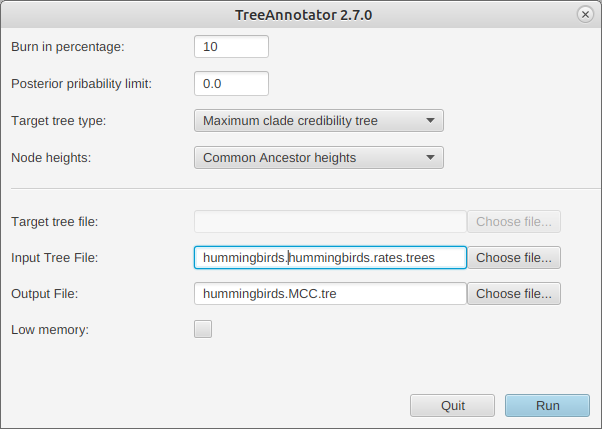 TreeAnnotator 2.7.0
Burn in percentage: 10
Posterior pribability limit: 0.0
Target tree type: Maximum clade credibility tree
Node heights: Common Ancestor heights
Target tree file: Choose file...
Input Tree File: hummingbirds.hummingbirds.rates.trees Choose file...
Output File: hummingbirds.MCC.tre Choose file...
Low memory:
Quit Run